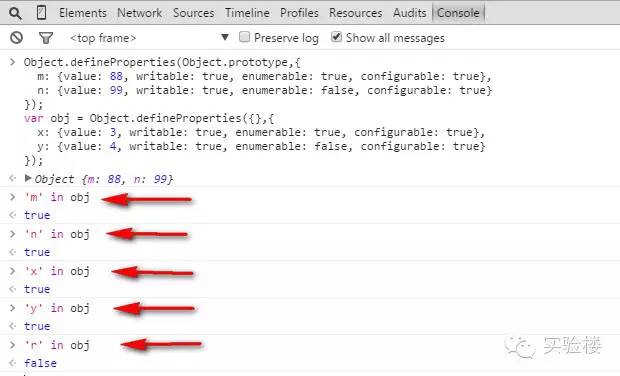 Elements Network Sources Timeline Profiles Resources Audits Console
<top frame> Preserve log Show all messages
> Object.defineProperties(Object.prototype,{
m: {value: 88, writable: true, enumerable: true, configurable: true},
n: {value: 99, writable: true, enumerable: false, configurable: true}
});
var obj = Object.defineProperties({},{
x: {value: 3, writable: true, enumerable: true, configurable: true},
y: {value: 4, writable: true, enumerable: false, configurable: true}
});
Object {m: 88, n: 99}
> 'm' in obj
true
> 'n' in obj
true
> 'x' in obj
true
> 'y' in obj
true
> 'r' in obj
false
实验楼